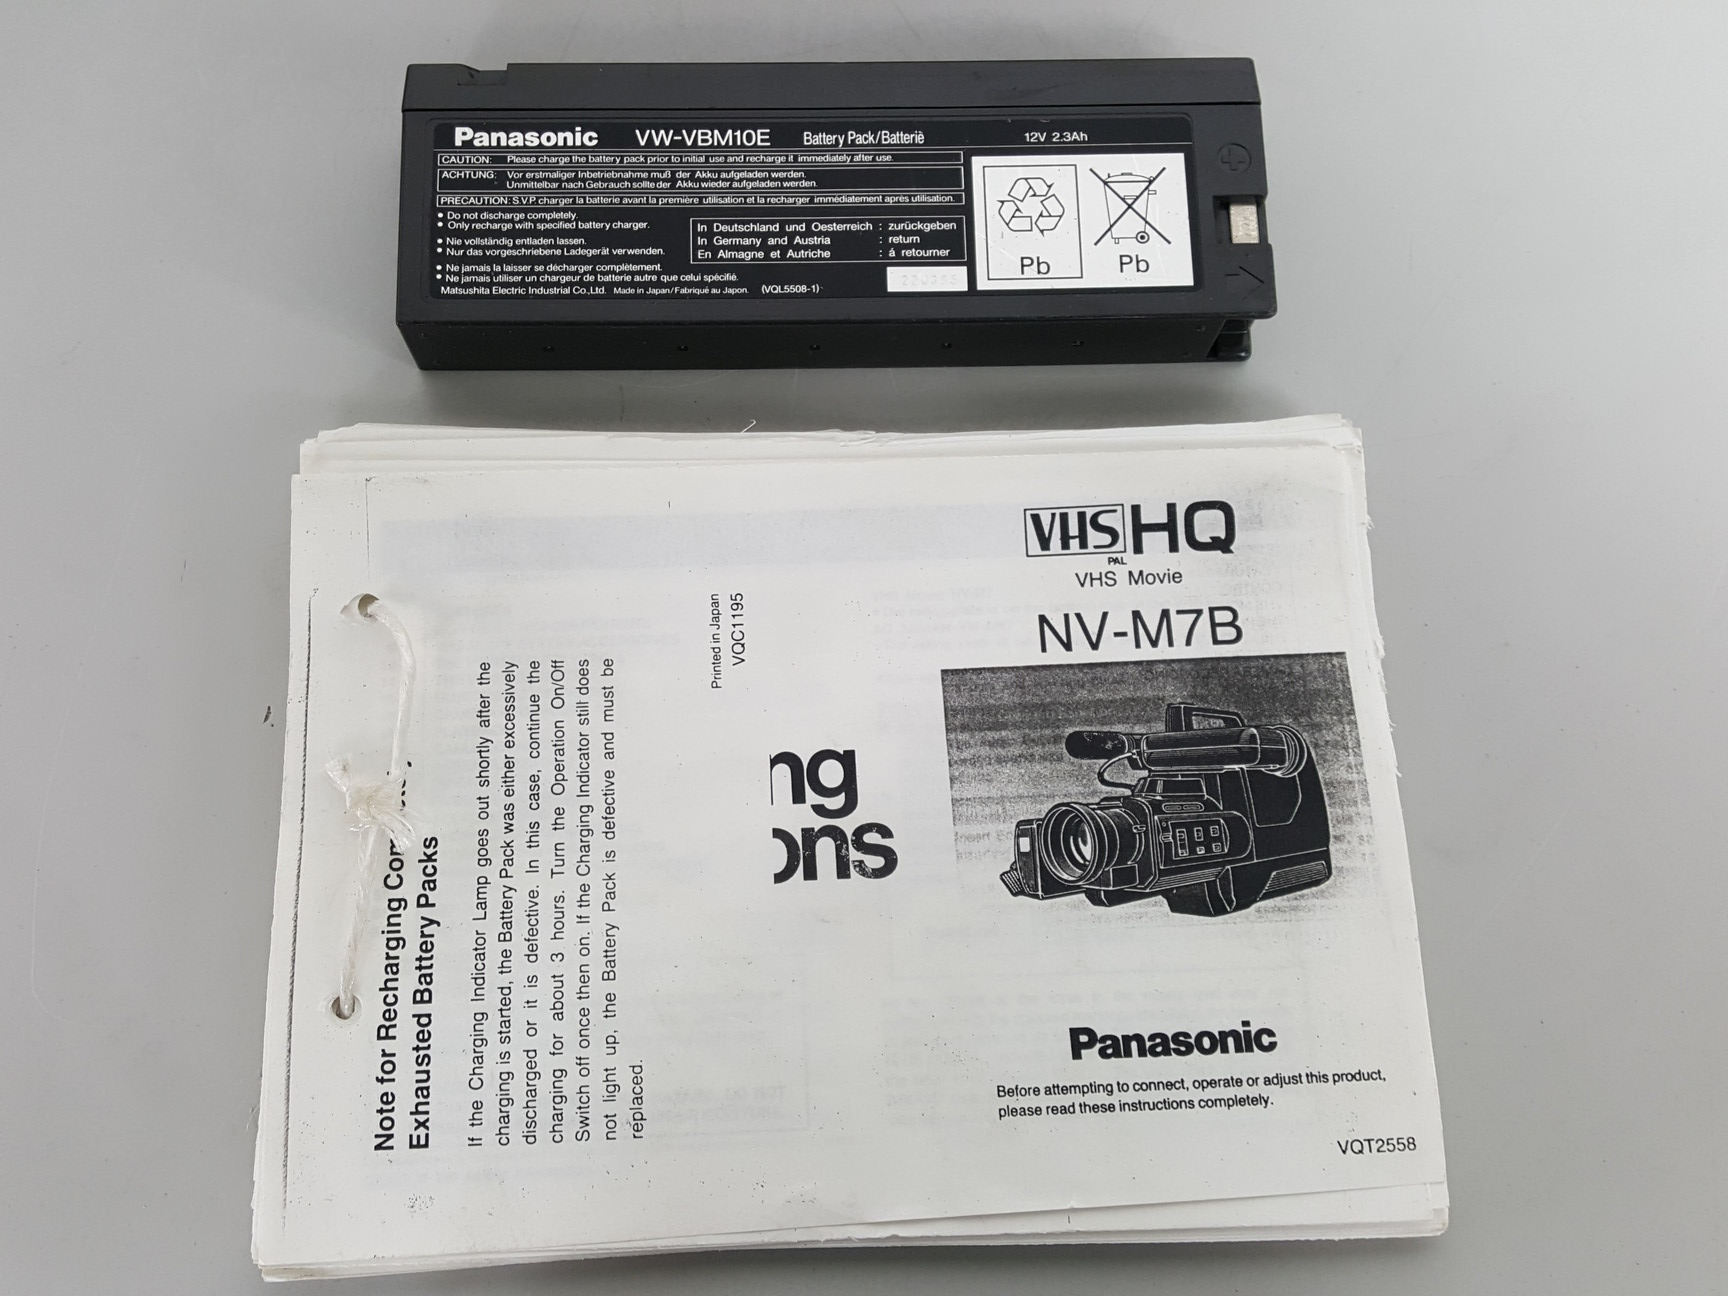 Panasonic VW-VBM10E Battery Pack/Batterie 12V 2.3Ah
CAUTION: Please charge the battery pack prior to initial use and recharge it immediately after use.
ACHTUNG: Vor erstmaliger Inbetriebnahme muß der Akku aufgeladen werden.
Unmittelbar nach Gebrauch sollte der Akku wieder aufgeladen werden.
PRECAUTION: S.V.P. charger la batterie avant la première utilisation et la recharger immédiatement après utilisation.
• Do not discharge completely.
• Only recharge with specified battery charger.
• Nie vollständig entladen lassen.
• Nur das vorgeschriebene Ladegerät verwenden.
• Ne jamais la laisser se décharger complètement.
• Ne jamais utiliser un chargeur de batterie autre que celui spécifié.
Matsushita Electric Industrial Co., Ltd. Made in Japan/Fabriqué au Japon. (VQL5508-1)
In Deutschland und Oesterreich : zurückgeben
In Germany and Austria : return
En Almagne et Autriche : á retourner
Pb
Pb
Note for Recharging
Exhausted Battery Packs
If the Charging Indicator Lamp goes out shortly after the
charging is started, the Battery Pack was either excessively
discharged or it is defective. In this case, continue the
charging for about 3 hours. Turn the Operation On/Off
Switch off once then on. If the Charging Indicator still does
not light up, the Battery Pack is defective and must be
replaced.
Printed in Japan
VQC1195
ng
ons
VHS HQ
PAL
VHS Movie
NV-M7B
Panasonic
Before attempting to connect, operate or adjust this product,
please read these instructions completely.
VQT2558